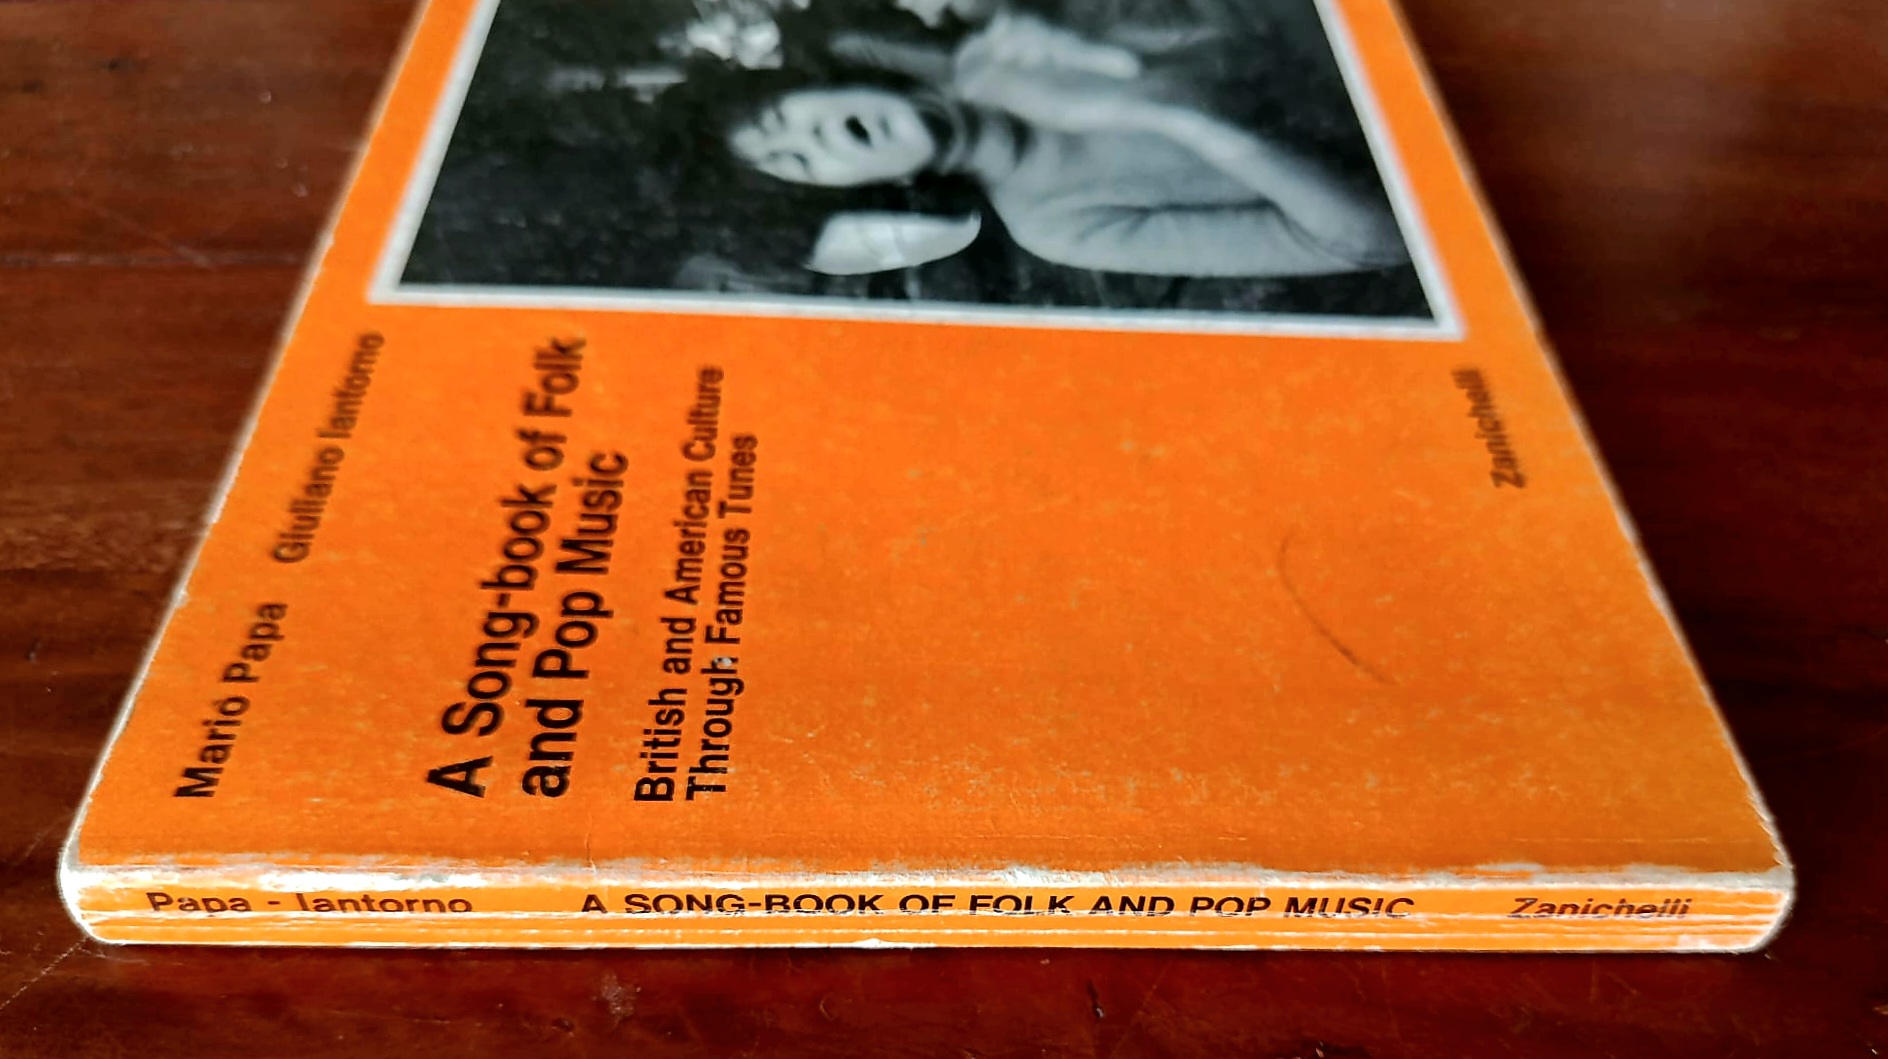 Mario Papa Giuliano Iantorno
A Song-book of Folk
and Pop Music
British and American Culture
Through Famous Tunes
Zanichelli
Papa - Iantorno A SONG-BOOK OF FOLK AND POP MUSIC Zanichelli